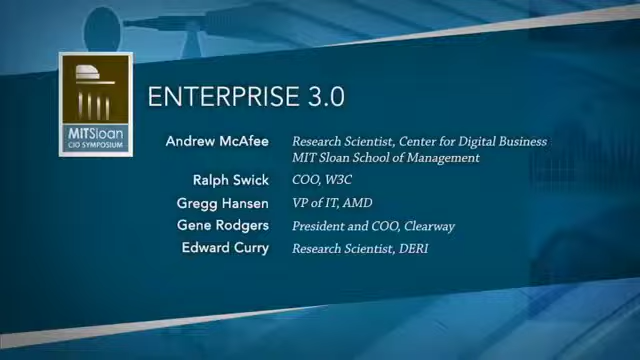 MITSloan
CIO SYMPOSIUM
ENTERPRISE 3.0
Andrew McAfee Research Scientist, Center for Digital Business
MIT Sloan School of Management
Ralph Swick COO, W3C
Gregg Hansen VP of IT, AMD
Gene Rodgers President and COO, Clearway
Edward Curry Research Scientist, DERI